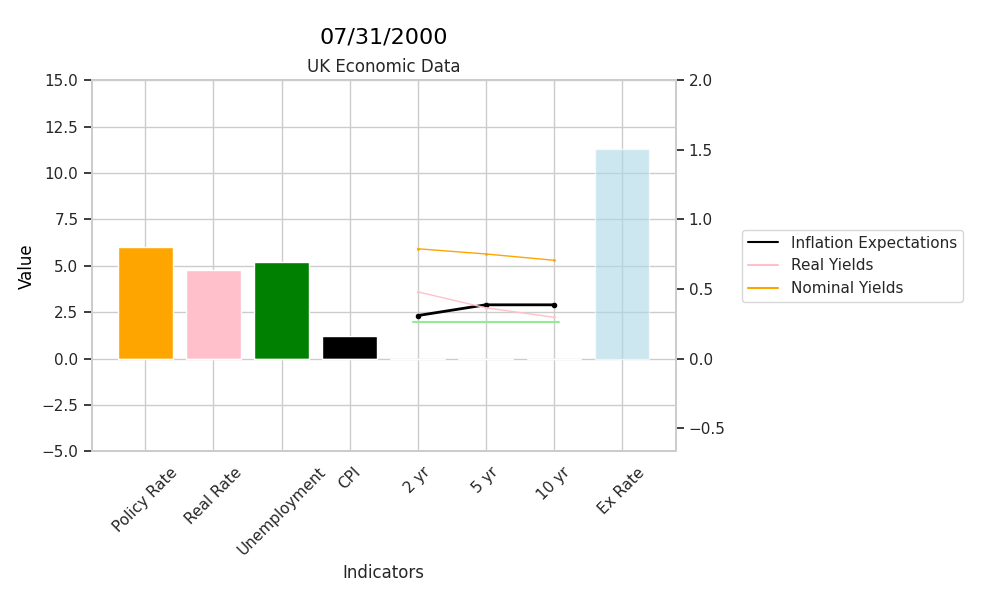 07/31/2000
UK Economic Data
15.0
12.5
10.0
7.5
5.0
2.5
0.0
−2.5
−5.0
Value
2.0
1.5
1.0
0.5
0.0
−0.5
Inflation Expectations
Real Yields
Nominal Yields
Policy Rate
Real Rate
Unemployment
CPI
2 yr
5 yr
10 yr
Ex Rate
Indicators